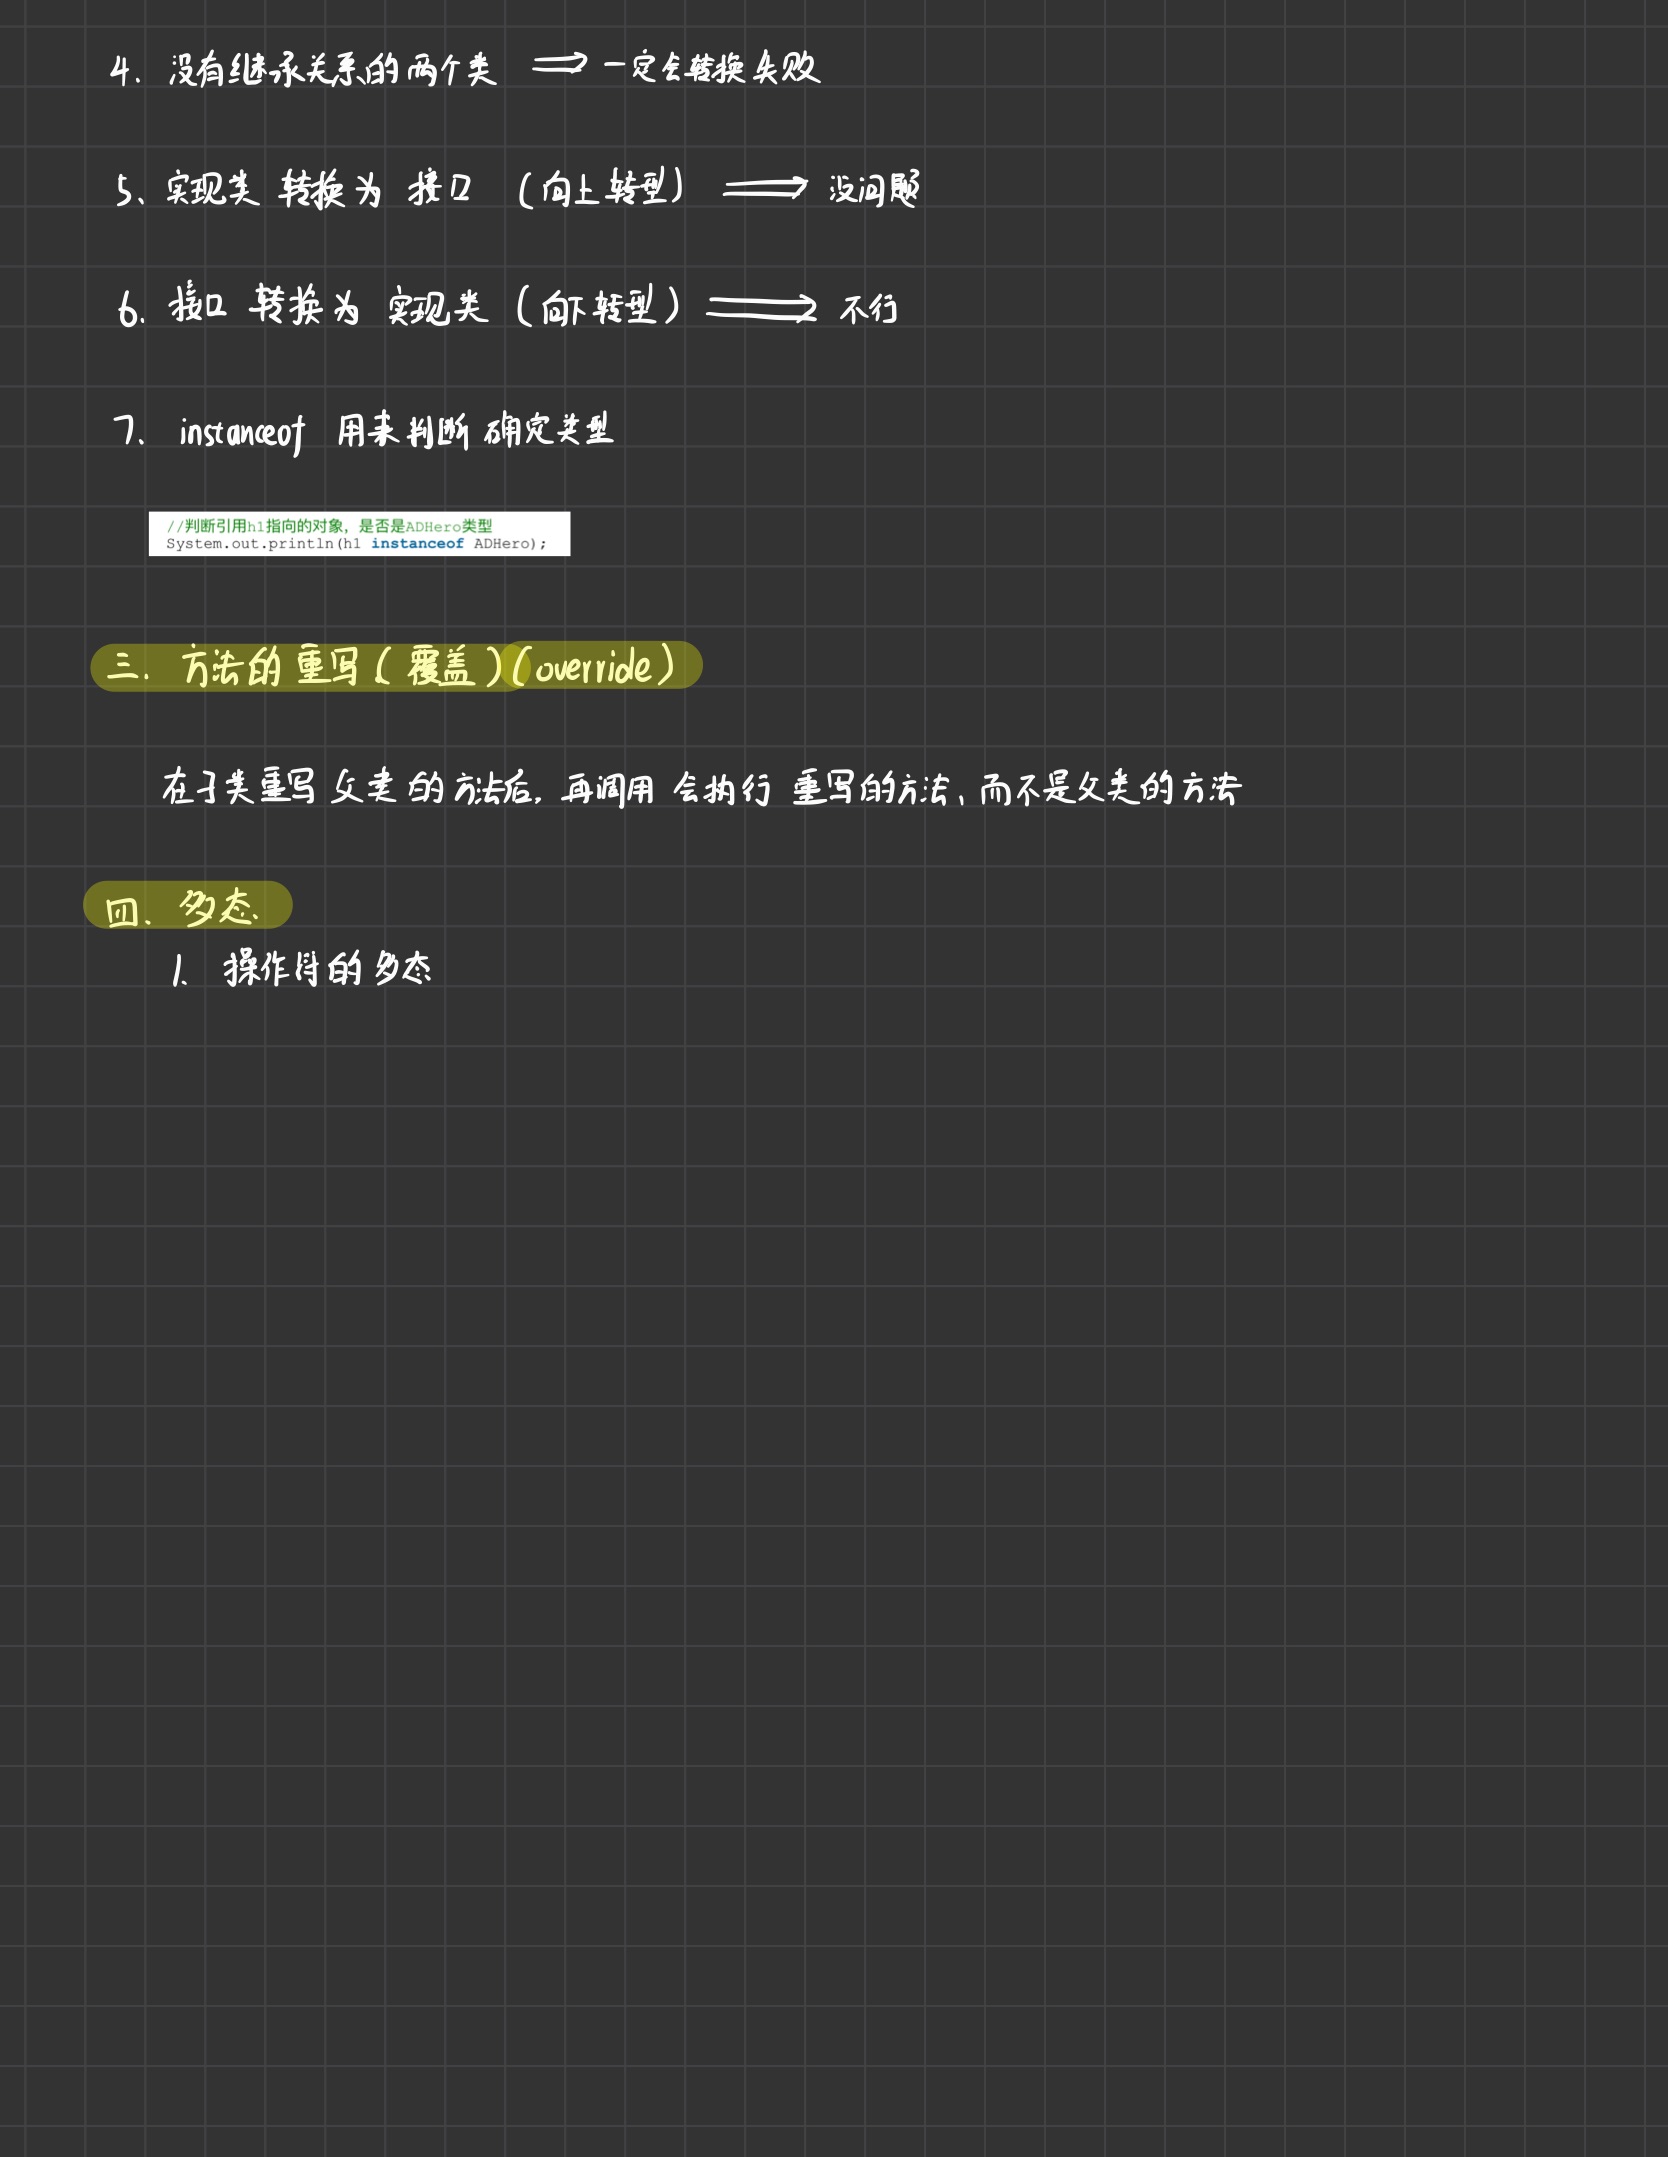 4. 没有继承关系的两个类 ⟹ 一定会转换失败
5、实现类 转换为 接口 (向上转型) ⟹ 没问题
6. 接口 转换为 实现类 (向下转型) ⟹ 不行
7. instanceof 用来判断 确定类型
//判断引用h1指向的对象，是否是ADHero类型
System.out.println(h1 instanceof ADHero);
三. 方法的重写(覆盖)(override)
在子类重写父类的方法后, 再调用 会执行 重写的方法、而不是父类的方法
四. 多态
1. 操作符的多态